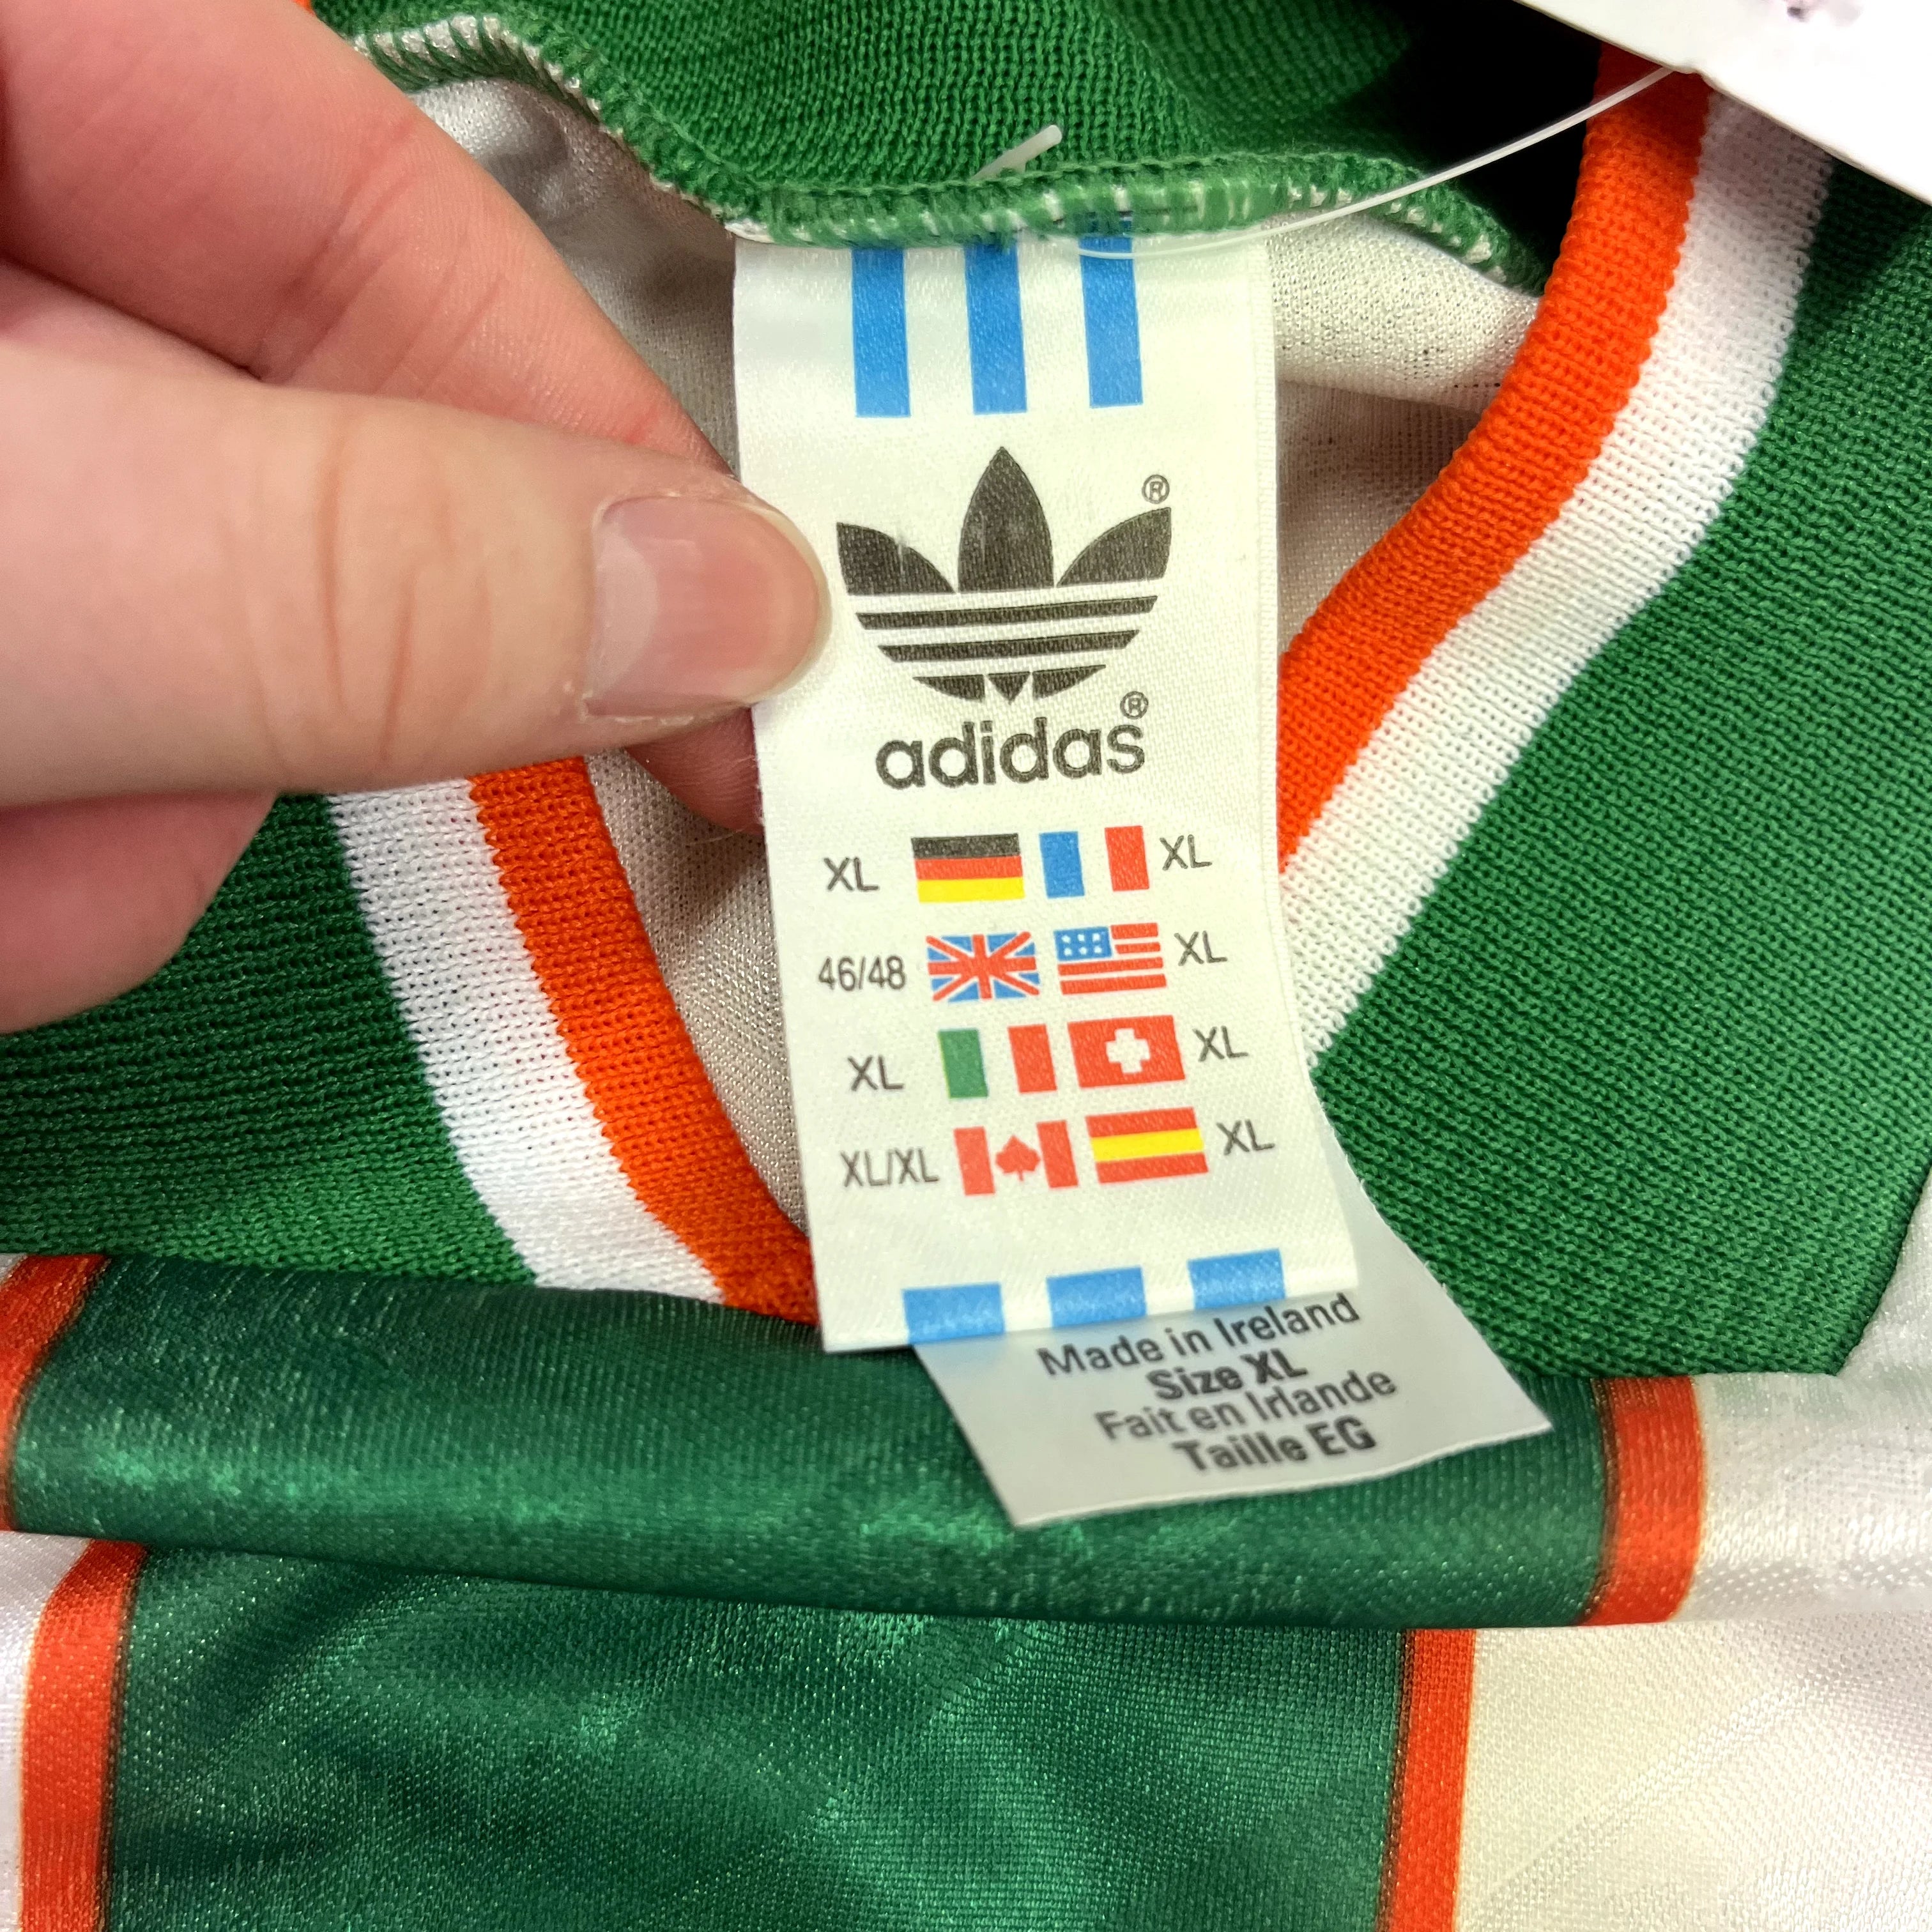 ®
adidas®
XL XL
46/48 XL
XL XL
XL/XL XL
Made in Ireland
Size XL
Fait en Irlande
Taille EG